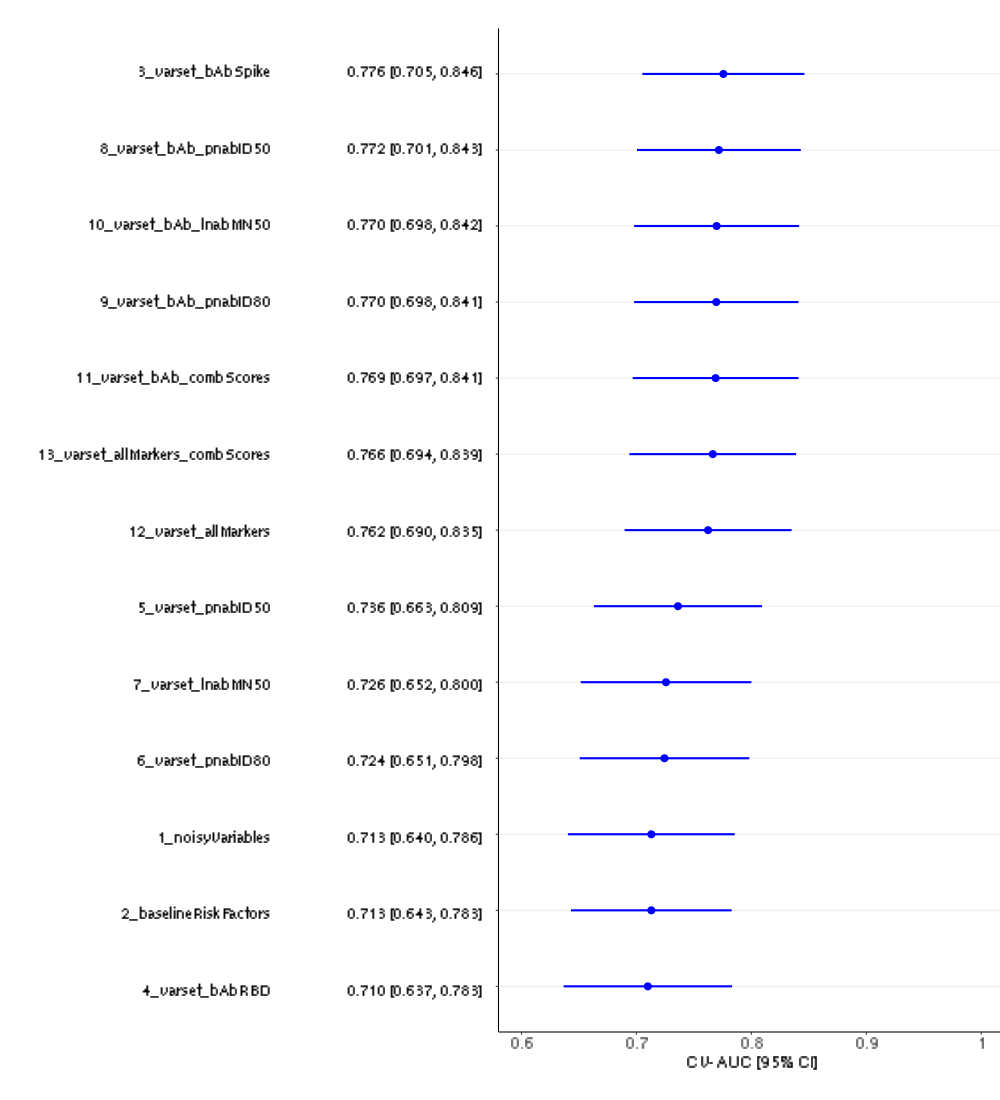 3_varset_bAbSpike 0.776 [0.705, 0.846]
8_varset_bAb_pnabID50 0.772 [0.701, 0.843]
10_varset_bAb_lnabMN50 0.770 [0.698, 0.842]
9_varset_bAb_pnabID80 0.770 [0.698, 0.841]
11_varset_bAb_combScores 0.769 [0.697, 0.841]
13_varset_allMarkers_combScores 0.766 [0.694, 0.839]
12_varset_allMarkers 0.762 [0.690, 0.835]
5_varset_pnabID50 0.736 [0.663, 0.809]
7_varset_lnabMN50 0.726 [0.652, 0.800]
6_varset_pnabID80 0.724 [0.651, 0.798]
1_noisyVariables 0.713 [0.640, 0.786]
2_baselineRiskFactors 0.713 [0.643, 0.783]
4_varset_bAbRBD 0.710 [0.637, 0.783]
0.6 0.7 0.8 0.9 1
CV-AUC [95% CI]